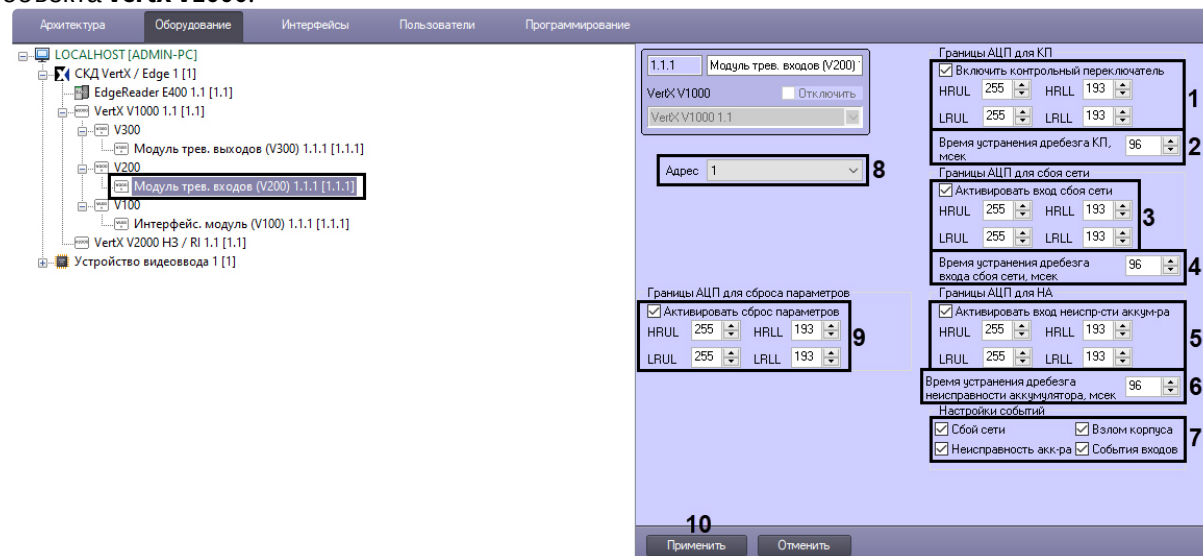 Архитектура Оборудование Интерфейсы Пользователи Программирование
LOCALHOST [ADMIN-PC]
СКД VertX / Edge 1 [1]
EdgeReader E400 1.1 [1.1]
VertX V1000 1.1 [1.1]
V300
Модуль трев. выходов (V300) 1.1.1 [1.1.1]
V200
Модуль трев. входов (V200) 1.1.1 [1.1.1]
V100
Интерфейс. модуль (V100) 1.1.1 [1.1.1]
VertX V2000 H3 / RI 1.1 [1.1]
Устройство видеоввода 1 [1]
1.1.1 Модуль трев. входов (V200)
VertX V1000 Отключить
VertX V1000 1.1
Адрес 1 8
Границы АЦП для сброса параметров
Активировать сброс параметров
HRUL 255 HRLL 193
LRUL 255 LRLL 193
9
Границы АЦП для КП
Включить контрольный переключатель
HRUL 255 HRLL 193
LRUL 255 LRLL 193
1
Время устранения дребезга КП, мсек 96 2
Границы АЦП для сбоя сети
Активировать вход сбоя сети
HRUL 255 HRLL 193
LRUL 255 LRLL 193
3
Время устранения дребезга
входа сбоя сети, мсек 96 4
Границы АЦП для НА
Активировать вход неиспр-сти аккум-ра
HRUL 255 HRLL 193
LRUL 255 LRLL 193
5
Время устранения дребезга
неисправности аккумулятора, мсек 96 6
Настройки событий
Сбой сети Взлом корпуса
Неисправность акк-ра События входов
7
10
Применить Отменить